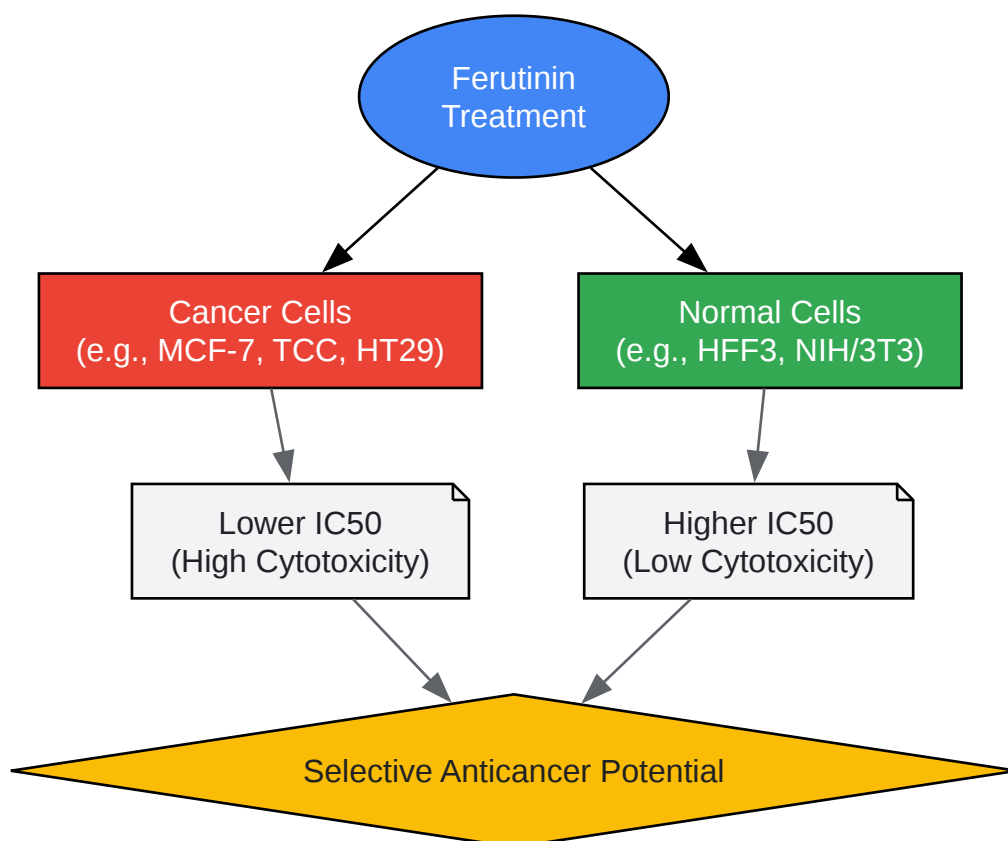 Ferutinin
Treatment
Cancer Cells
(e.g., MCF-7, TCC, HT29)
Normal Cells
(e.g., HFF3, NIH/3T3)
Lower IC50
(High Cytotoxicity)
Higher IC50
(Low Cytotoxicity)
Selective Anticancer Potential